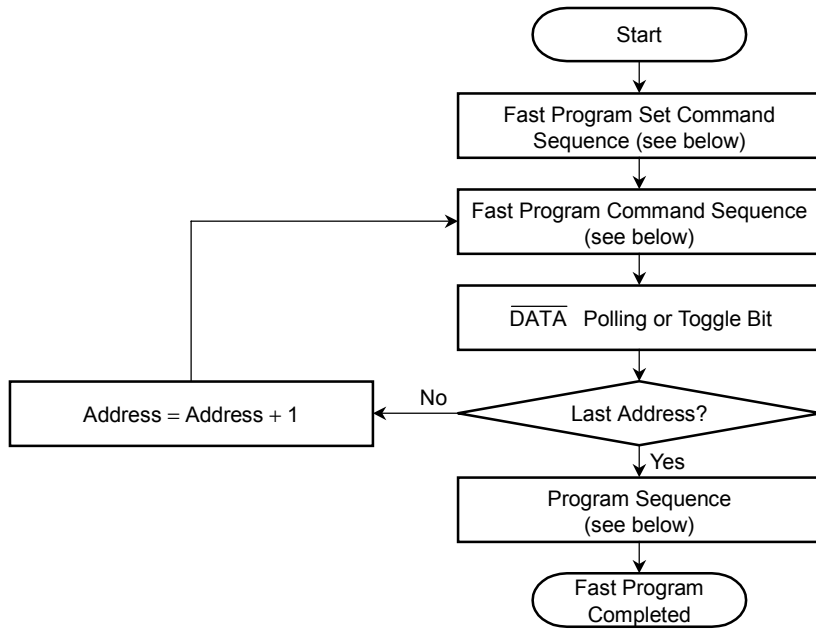 Start
Fast Program Set Command
Sequence (see below)
Fast Program Command Sequence
(see below)
DATA Polling or Toggle Bit
Last Address?
No
Address = Address + 1
Yes
Program Sequence
(see below)
Fast Program
Completed